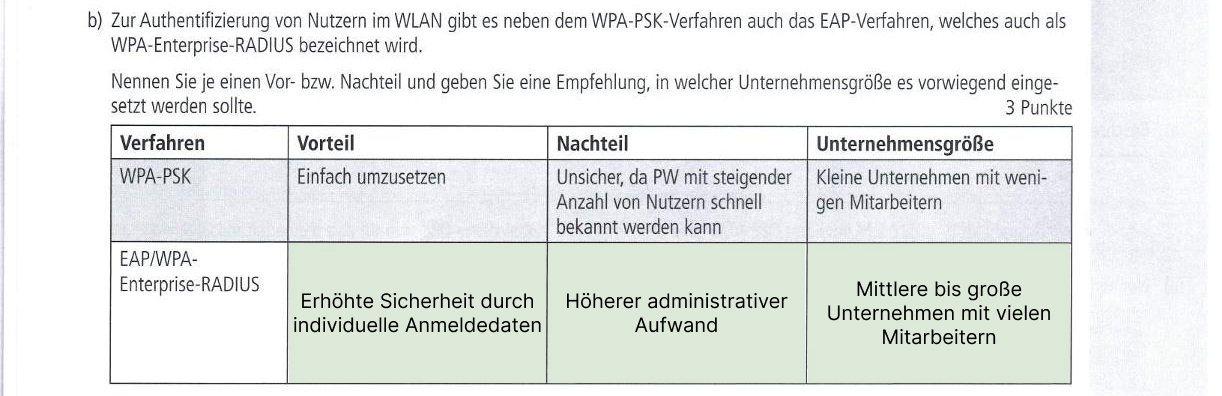 b) Zur Authentifizierung von Nutzern im WLAN gibt es neben dem WPA-PSK-Verfahren auch das EAP-Verfahren, welches auch als
WPA-Enterprise-RADIUS bezeichnet wird.
Nennen Sie je einen Vor- bzw. Nachteil und geben Sie eine Empfehlung, in welcher Unternehmensgröße es vorwiegend einge-
setzt werden sollte. 3 Punkte
Verfahren Vorteil Nachteil Unternehmensgröße
WPA-PSK Einfach umzusetzen Unsicher, da PW mit steigender Kleine Unternehmen mit weni-
Anzahl von Nutzern schnell gen Mitarbeitern
bekannt werden kann
EAP/WPA-
Enterprise-RADIUS
Erhöhte Sicherheit durch
individuelle Anmeldedaten
Höherer administrativer
Aufwand
Mittlere bis große
Unternehmen mit vielen
Mitarbeitern